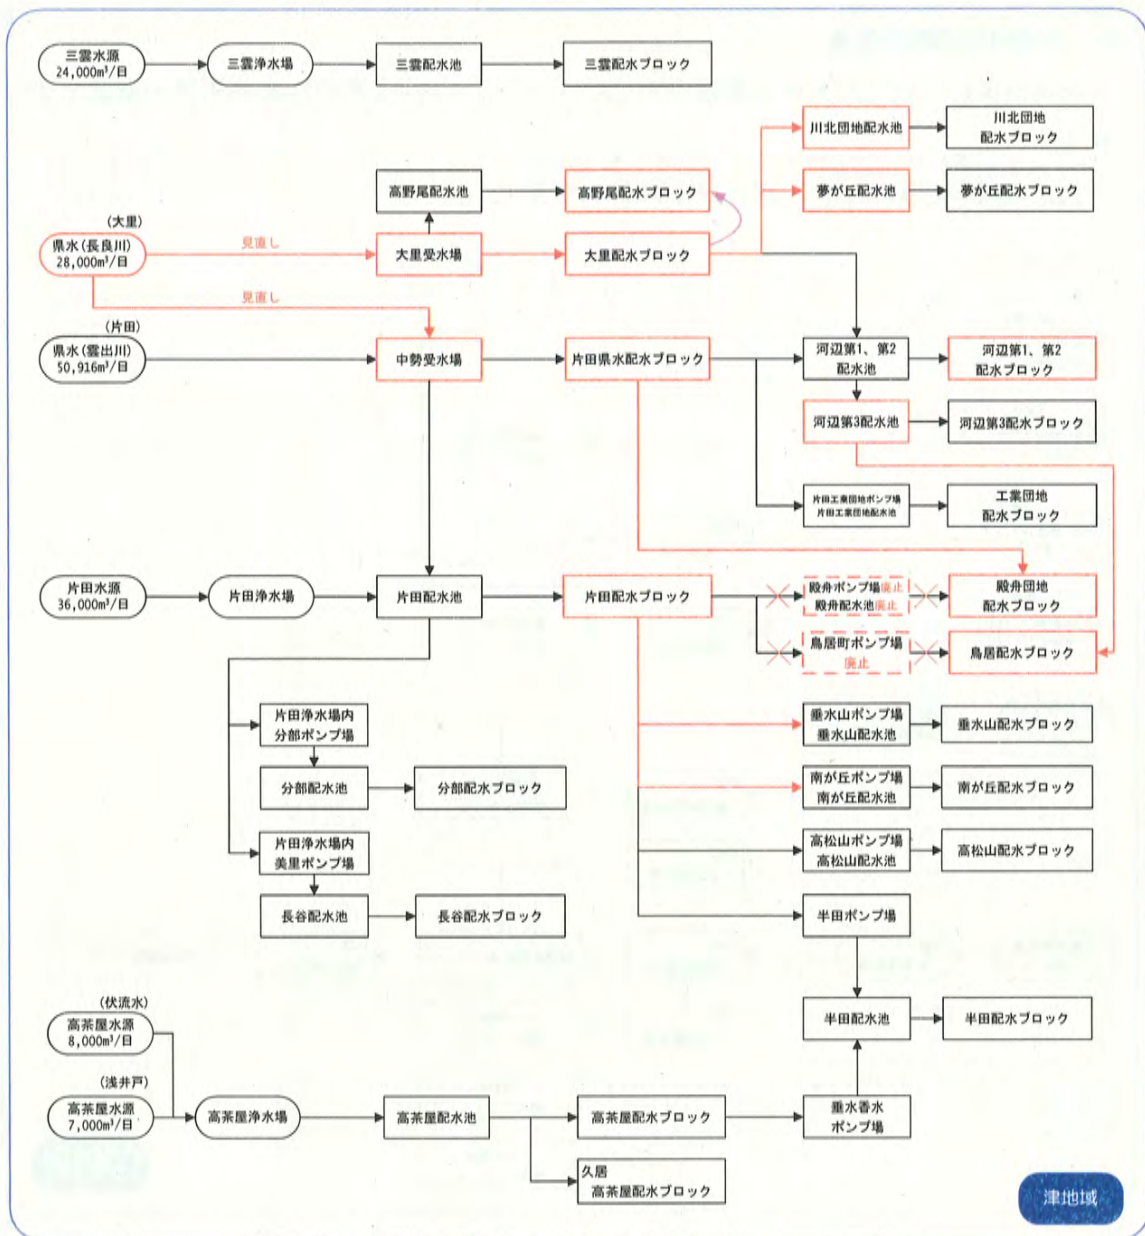 三雲水源
24,000m³/日
三雲浄水場
三雲配水池
三雲配水ブロック
川北団地配水池
川北団地
配水ブロック
高野尾配水池
高野尾配水ブロック
夢が丘配水池
夢が丘配水ブロック
(大里)
県水(長良川)
28,000m³/日
見直し
大里受水場
大里配水ブロック
見直し
(片田)
県水(雲出川)
50,916m³/日
中勢受水場
片田県水配水ブロック
河辺第1、第2
配水池
河辺第1、第2
配水ブロック
河辺第3配水池
河辺第3配水ブロック
片田工業団地ポンプ場
片田工業団地配水池
工業団地
配水ブロック
片田水源
36,000m³/日
片田浄水場
片田配水池
片田配水ブロック
殿舟ポンプ場廃止
殿舟配水池廃止
殿舟団地
配水ブロック
鳥居町ポンプ場
廃止
鳥居配水ブロック
片田浄水場内
分部ポンプ場
垂水山ポンプ場
垂水山配水池
垂水山配水ブロック
分部配水池
分部配水ブロック
南が丘ポンプ場
南が丘配水池
南が丘配水ブロック
片田浄水場内
美里ポンプ場
高松山ポンプ場
高松山配水池
高松山配水ブロック
長谷配水池
長谷配水ブロック
半田ポンプ場
(伏流水)
高茶屋水源
8,000m³/日
半田配水池
半田配水ブロック
(浅井戸)
高茶屋水源
7,000m³/日
高茶屋浄水場
高茶屋配水池
高茶屋配水ブロック
垂水香水
ポンプ場
久居
高茶屋配水ブロック
津地域